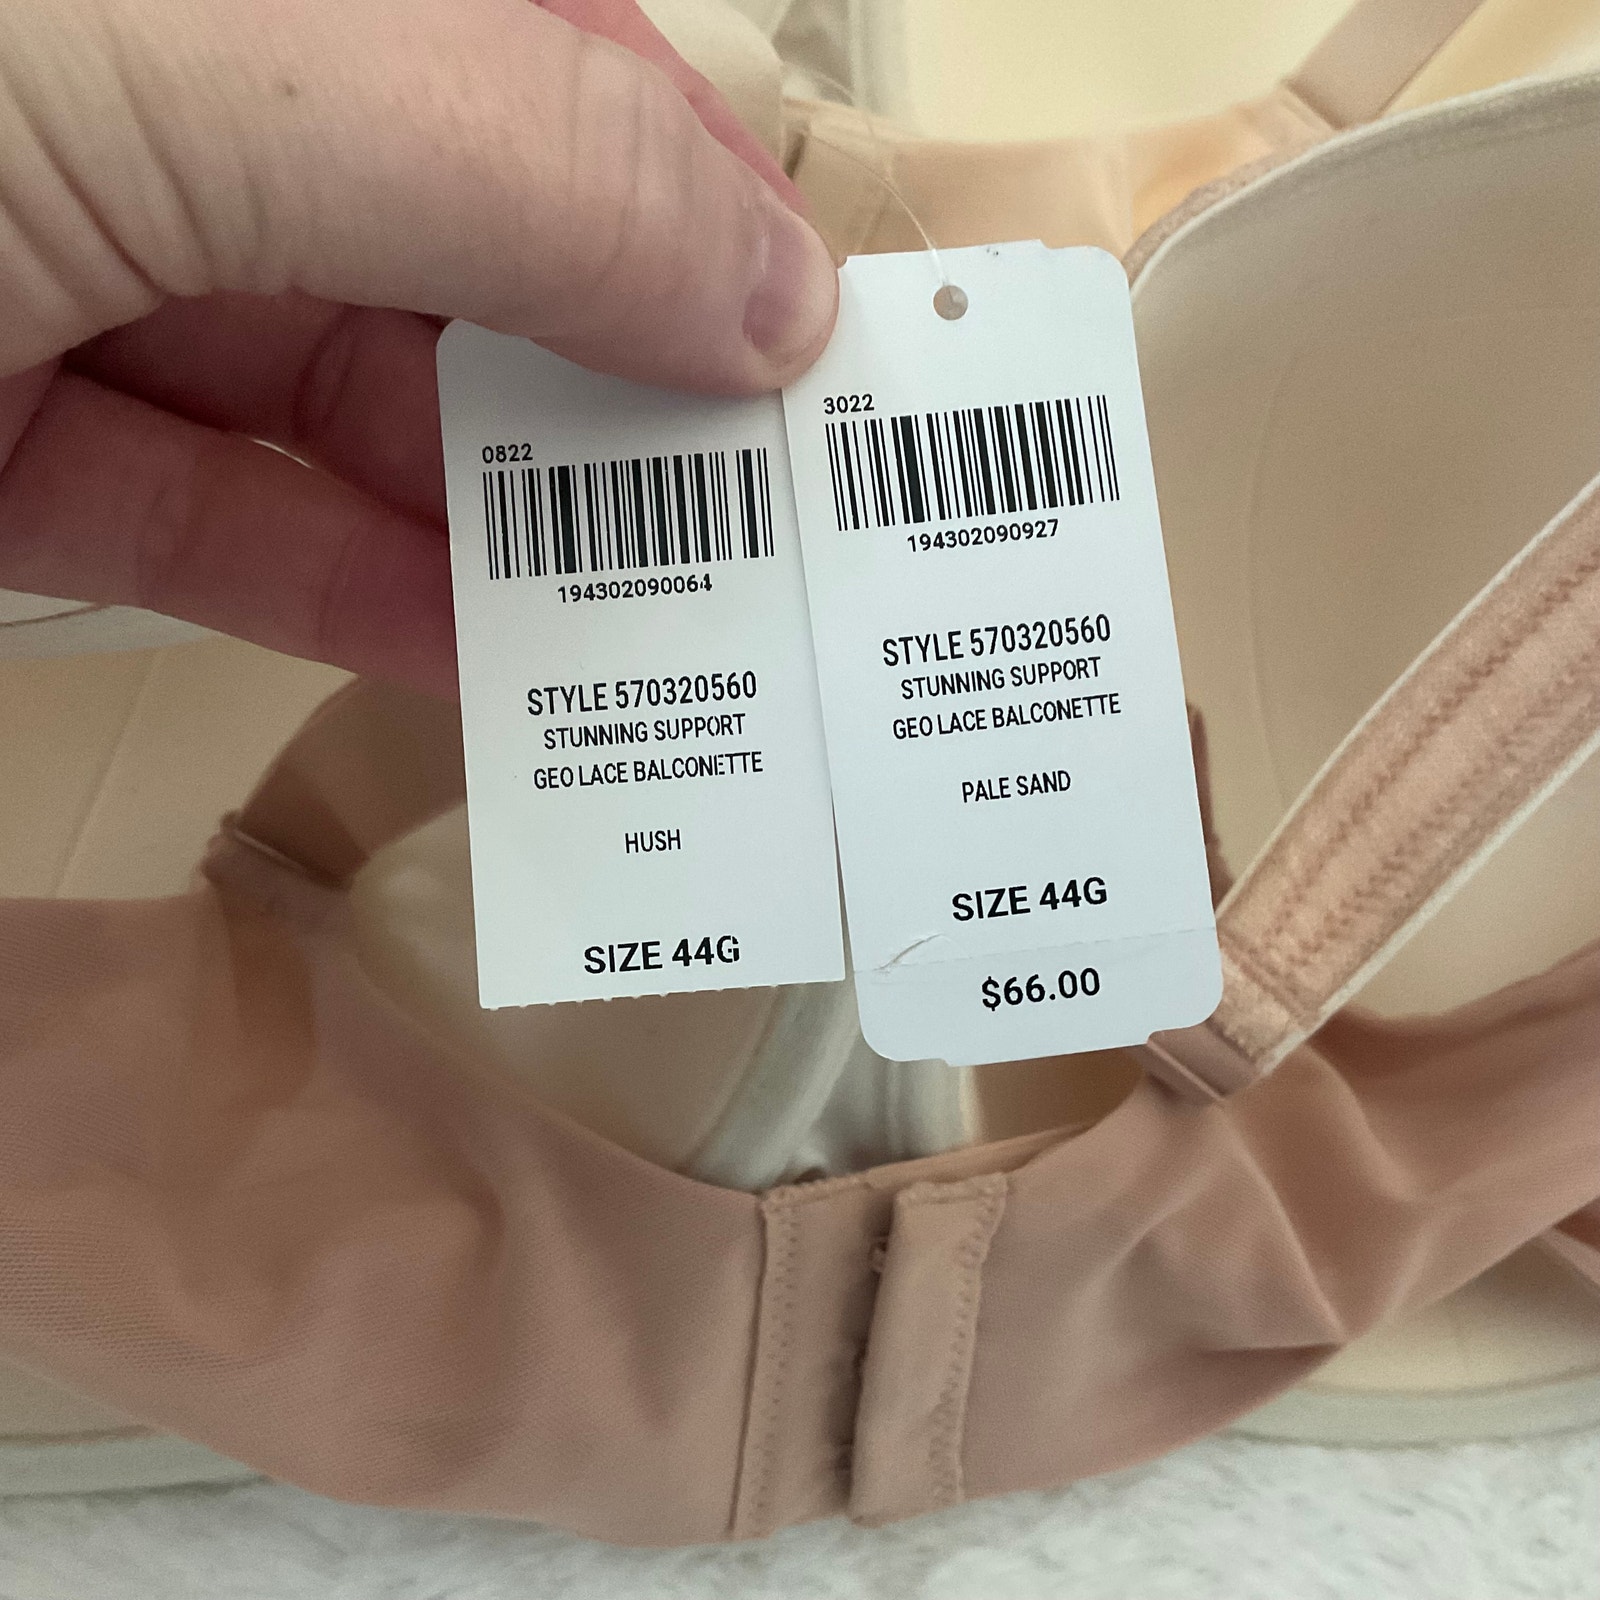 0822
194302090064
STYLE 570320560
STUNNING SUPPORT
GEO LACE BALCONETTE
HUSH
SIZE 44G
3022
194302090927
STYLE 570320560
STUNNING SUPPORT
GEO LACE BALCONETTE
PALE SAND
SIZE 44G
$66.00